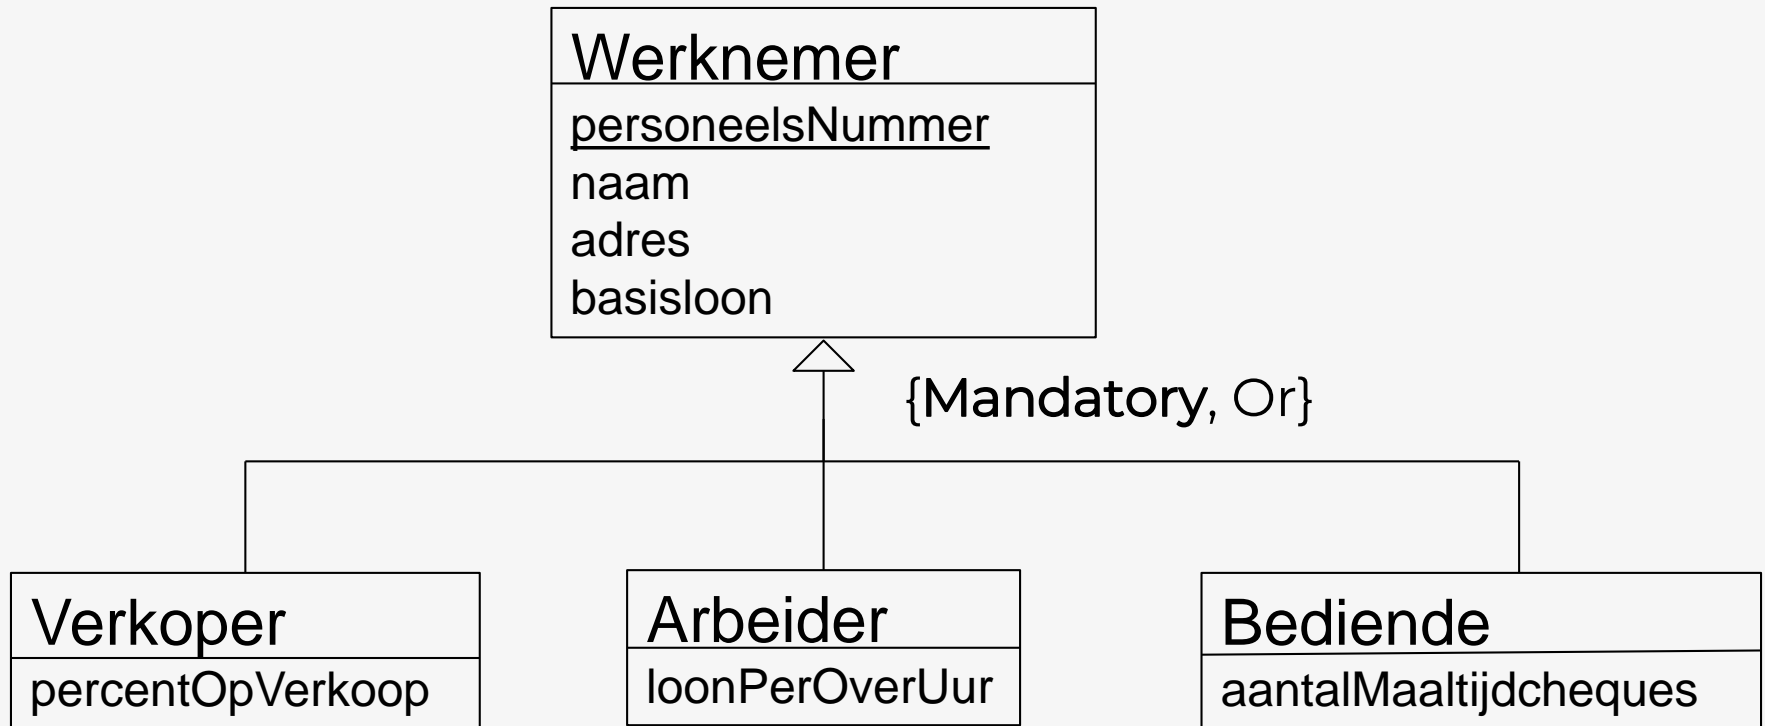 Werknemer
personeelsNummer
naam
adres
basisloon
{Mandatory, Or}
Verkoper
percentOpVerkoop
Arbeider
loonPerOverUur
Bediende
aantalMaaltijdcheques